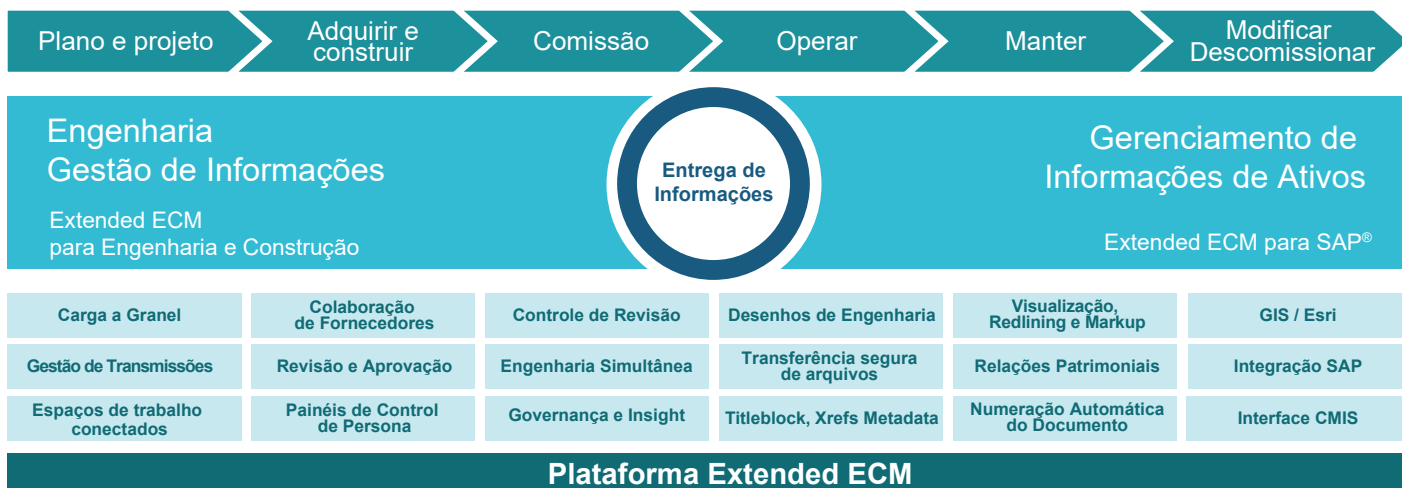 Plano e projeto
Adquirir e
construir
Comissão
Operar
Manter
Modificar
Descomissionar
Engenharia
Gestão de Informações
Extended ECM
para Engenharia e Construção
Entrega de
Informações
Gerenciamento de
Informações de Ativos
Extended ECM para SAP®
Carga a Granel
Colaboração
de Fornecedores
Controle de Revisão
Desenhos de Engenharia
Visualização,
Redlining e Markup
GIS / Esri
Gestão de Transmissões
Revisão e Aprovação
Engenharia Simultânea
Transferência segura
de arquivos
Relações Patrimoniais
Integração SAP
Espaços de trabalho
conectados
Painéis de Control
de Persona
Governança e Insight
Titleblock, Xrefs Metadata
Numeração Automática
do Documento
Interface CMIS
Plataforma Extended ECM